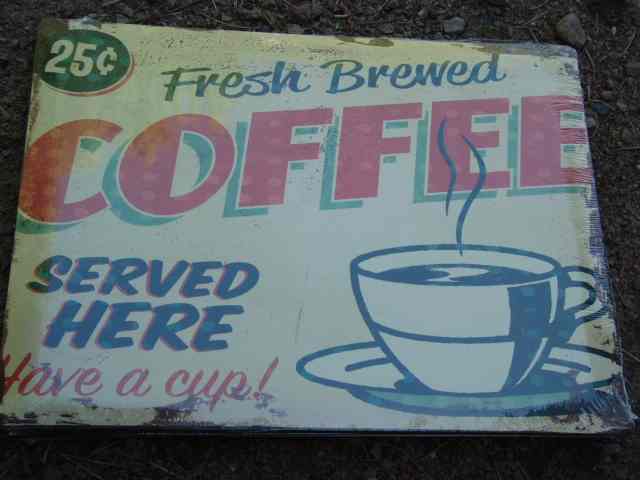 25¢
Fresh Brewed
COFFEE
SERVED
HERE
Have a cup!